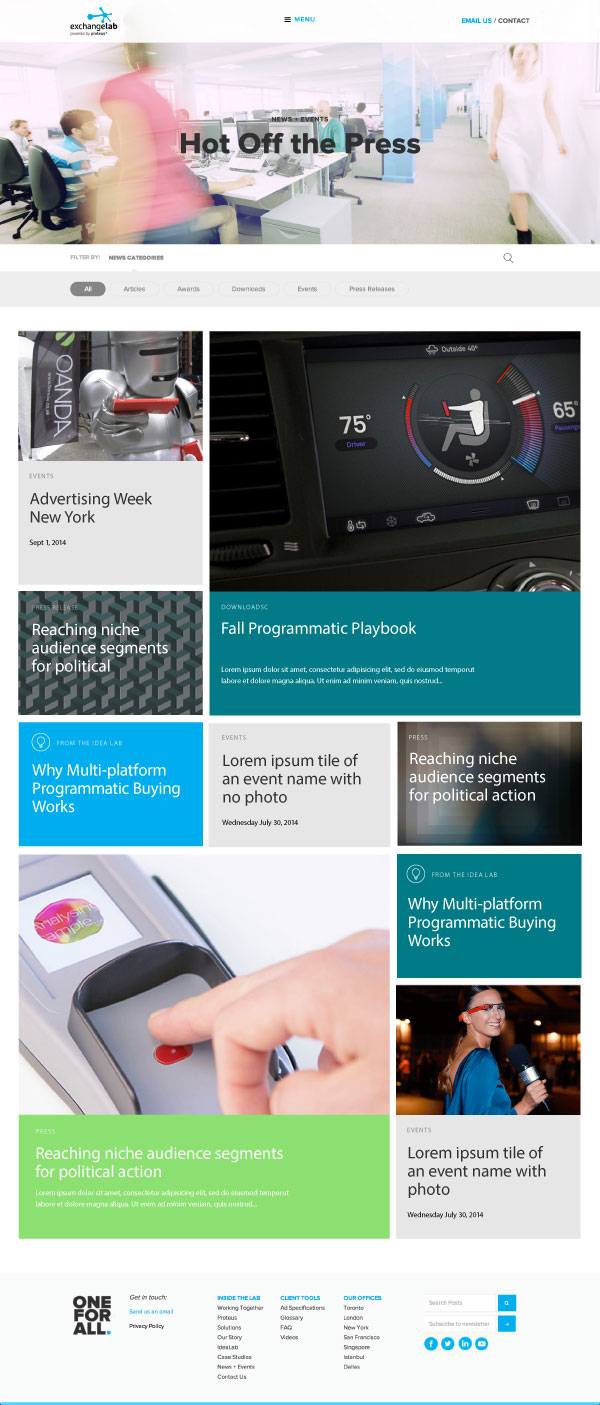 exchangelab
powered by proteus
MENU
EMAIL US / CONTACT
NEWS + EVENTS
Hot Off the Press
FILTER BY: NEWS CATEGORIES
All Articles Awards Downloads Events Press Releases
OANDA
EVENTS
Advertising Week
New York
Sept 1, 2014
Outside 40°
75°
Driver
65°
Passenge
DOWNLOADSC
Fall Programmatic Playbook
Lorem ipsum dolor sit amet, consectetur adipisicing elit, sed do eiusmod tempor incididunt ut
labore et dolore magna aliqua. Ut enim ad minim veniam, quis nostrud...
PRESS RELEASE
Reaching niche
audience segments
for political
FROM THE IDEA LAB
Why Multi-platform
Programmatic Buying
Works
EVENTS
Lorem ipsum tile of
an event name with
no photo
Wednesday July 30, 2014
PRESS
Reaching niche
audience segments
for political action
Analysing
sample...
PRESS
Reaching niche audience segments
for political action
Lorem ipsum dolor sit amet, consectetur adipisicing elit, sed do eiusmod temporut
labore et dolore magna aliqua. Ut enim ad minim veniam, quis nostrud...
FROM THE IDEA LAB
Why Multi-platform
Programmatic Buying
Works
EVENTS
Lorem ipsum tile of
an event name with
photo
Wednesday July 30, 2014
ONE
FOR
ALL.
Get in touch:
Send us an email
Privacy Policy
INSIDE THE LAB
Working Together
Proteus
Solutions
Our Story
IdeaLab
Case Studies
News + Events
Contact Us
CLIENT TOOLS
Ad Specifications
Glossary
FAQ
Videos
OUR OFFICES
Toronto
London
New York
San Francisco
Singapore
Istanbul
Dallas
Search Posts
Subscribe to newsletter